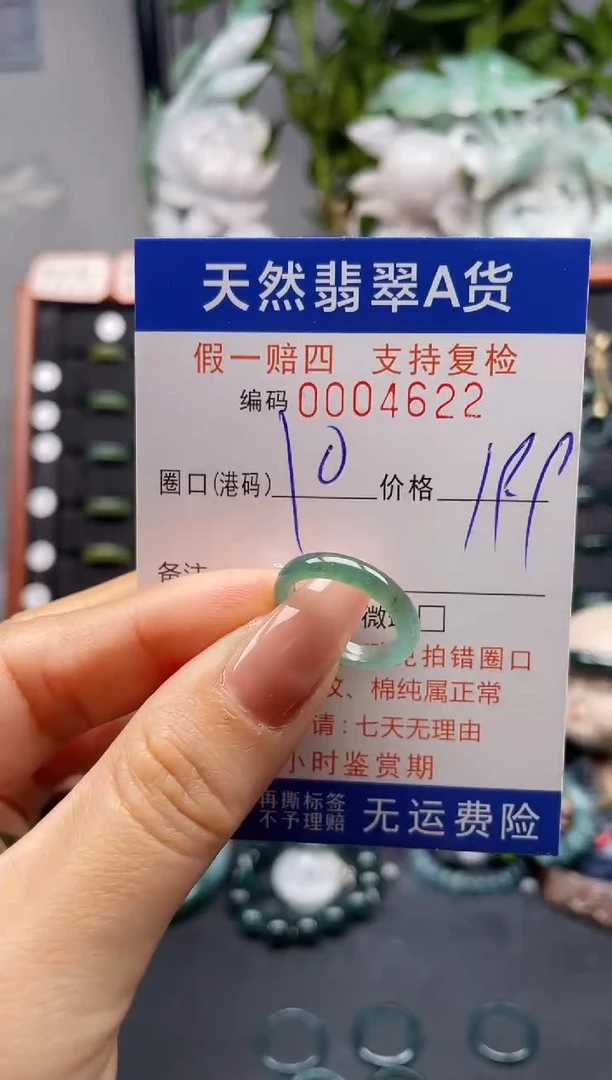 天然翡翠A货
假一赔四 支持复检
编码 0004622
圈口(港码) 10 价格 199
备注
微 □
拍错圈口
、棉纯属正常
请:七天无理由
小时鉴赏期
再撕标签
不予理赔
无运费险